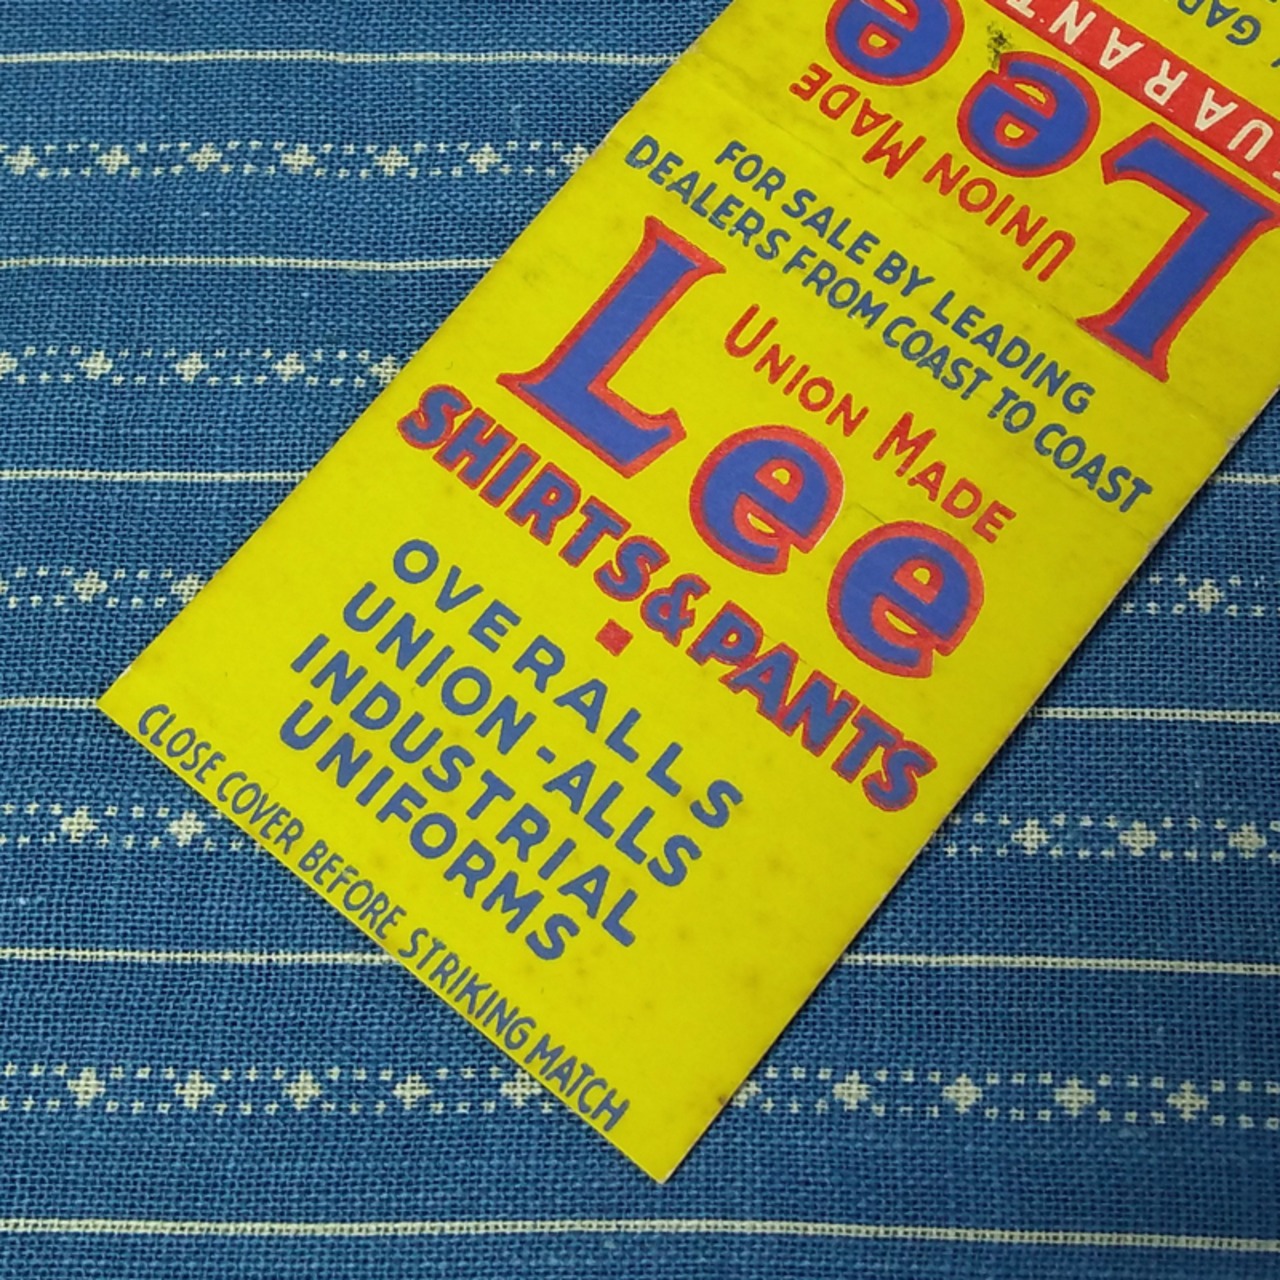 UNION MADE
Lee
FOR SALE BY LEADING
DEALERS FROM COAST TO COAST
UNION MADE
Lee
SHIRTS & PANTS
OVERALLS
UNION-ALLS
INDUSTRIAL
UNIFORMS
CLOSE COVER BEFORE STRIKING MATCH